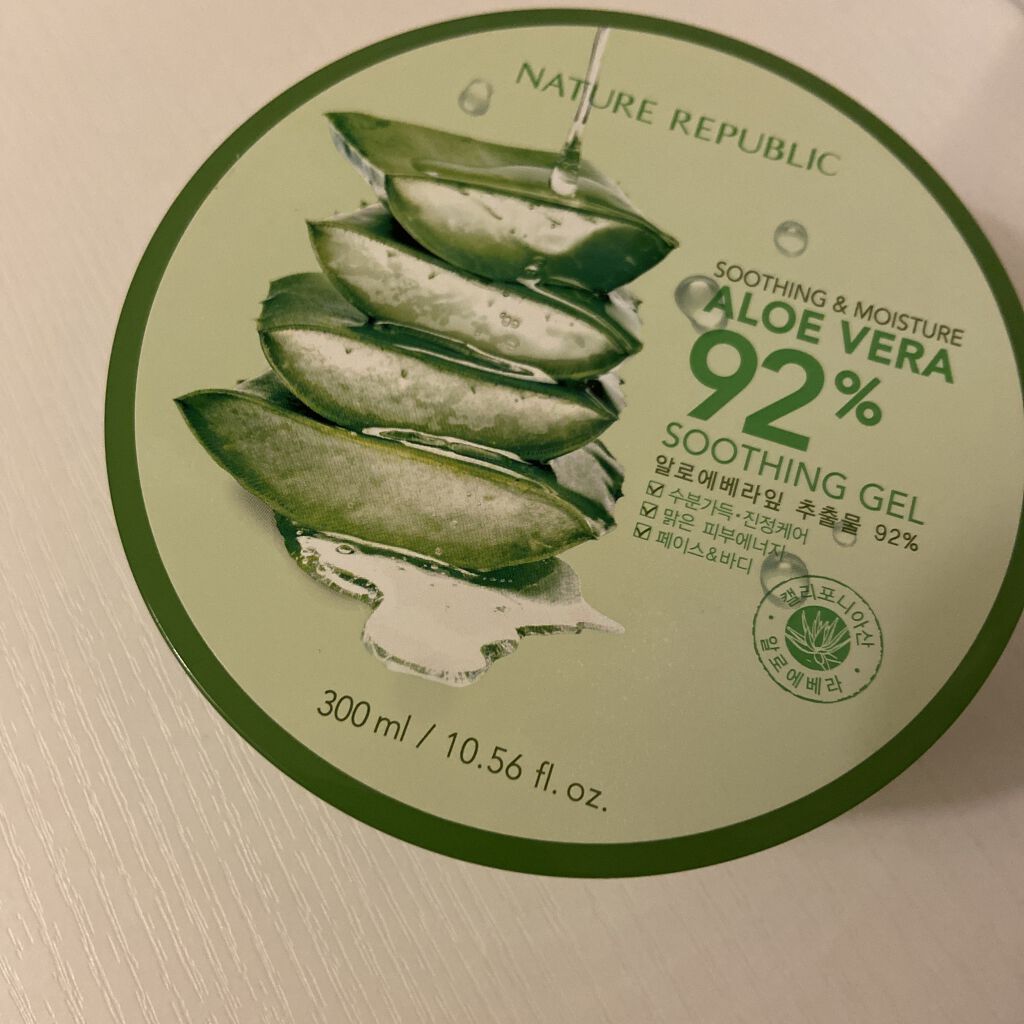 NATURE REPUBLIC
SOOTHING & MOISTURE
ALOE VERA
92%
SOOTHING GEL
알로에베라잎 추출물 92%
수분가득·진정케어
맑은 피부에너지
페이스&바디
캘리포니아산
알로에베라
300 ml / 10.56 fl. oz.